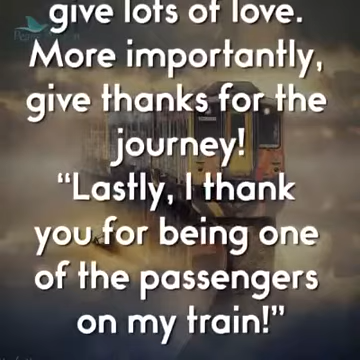 give lots of love.
More importantly,
give thanks for the
journey!
“Lastly, I thank
you for being one
of the passengers
on my train!”